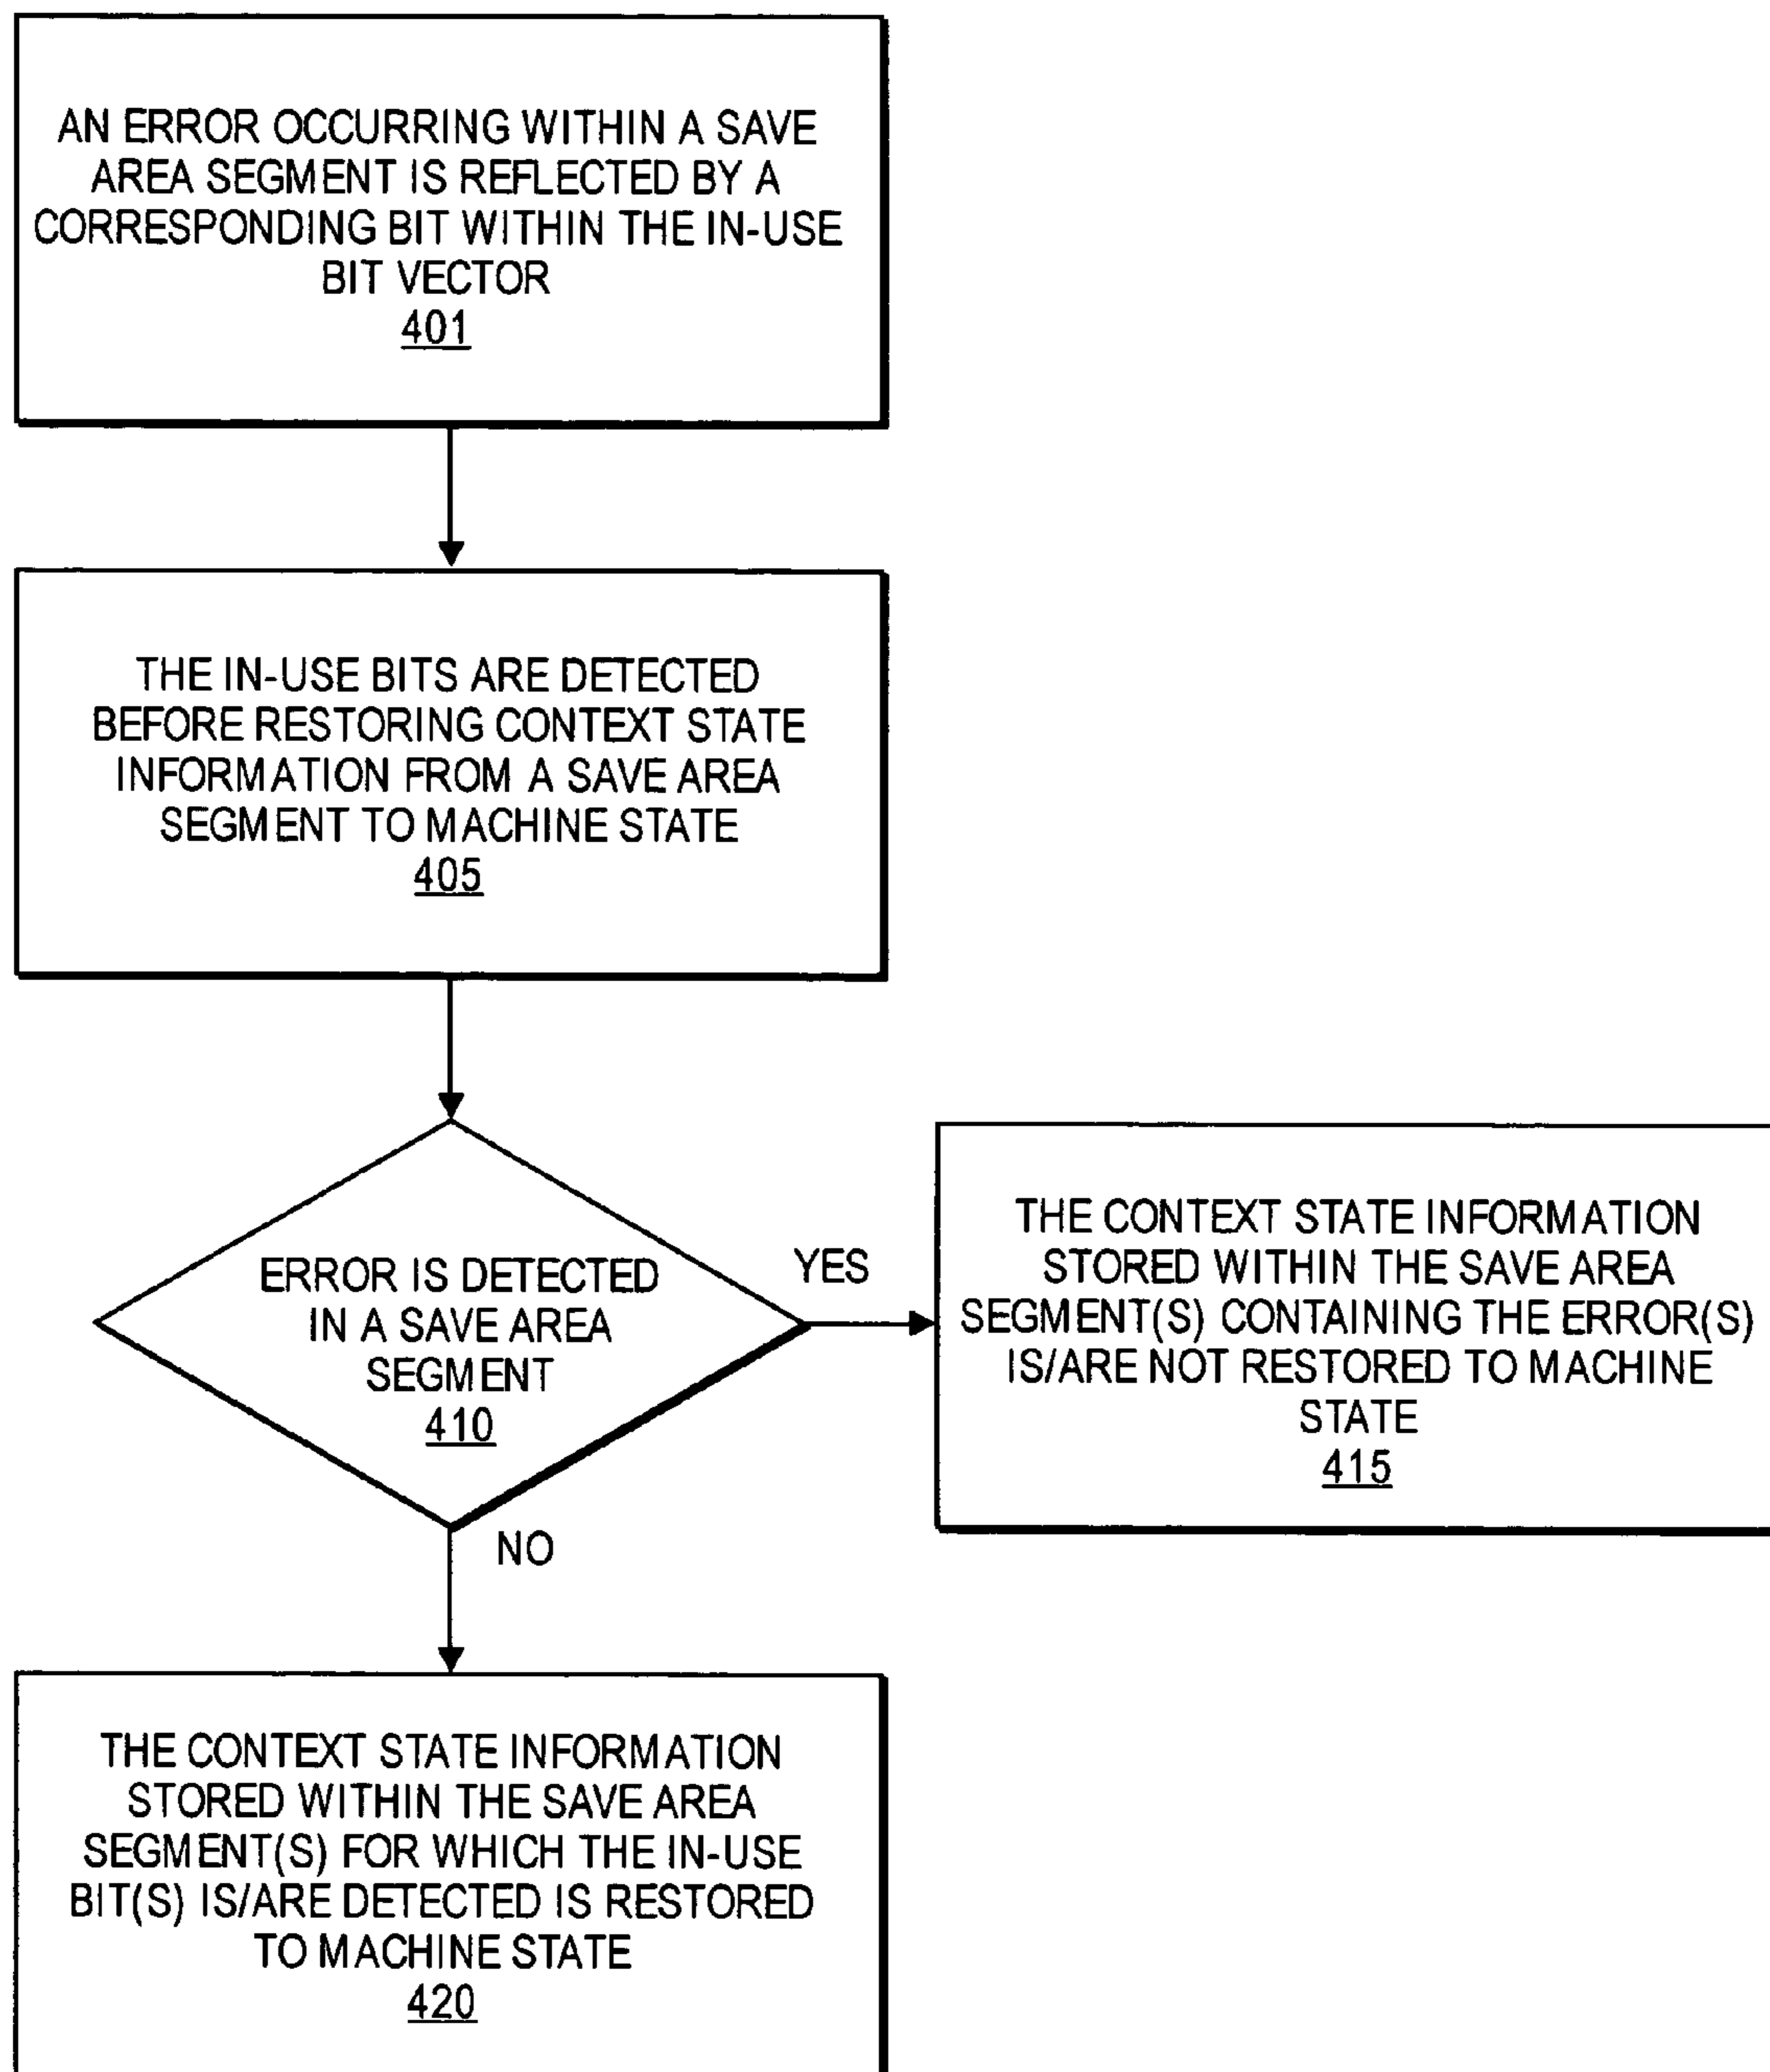 AN ERROR OCCURRING WITHIN A SAVE
AREA SEGMENT IS REFLECTED BY A
CORRESPONDING BIT WITHIN THE IN-USE
BIT VECTOR
401
THE IN-USE BITS ARE DETECTED
BEFORE RESTORING CONTEXT STATE
INFORMATION FROM A SAVE AREA
SEGMENT TO MACHINE STATE
405
ERROR IS DETECTED
IN A SAVE AREA
SEGMENT
410
YES
THE CONTEXT STATE INFORMATION
STORED WITHIN THE SAVE AREA
SEGMENT(S) CONTAINING THE ERROR(S)
IS/ARE NOT RESTORED TO MACHINE
STATE
415
NO
THE CONTEXT STATE INFORMATION
STORED WITHIN THE SAVE AREA
SEGMENT(S) FOR WHICH THE IN-USE
BIT(S) IS/ARE DETECTED IS RESTORED
TO MACHINE STATE
420